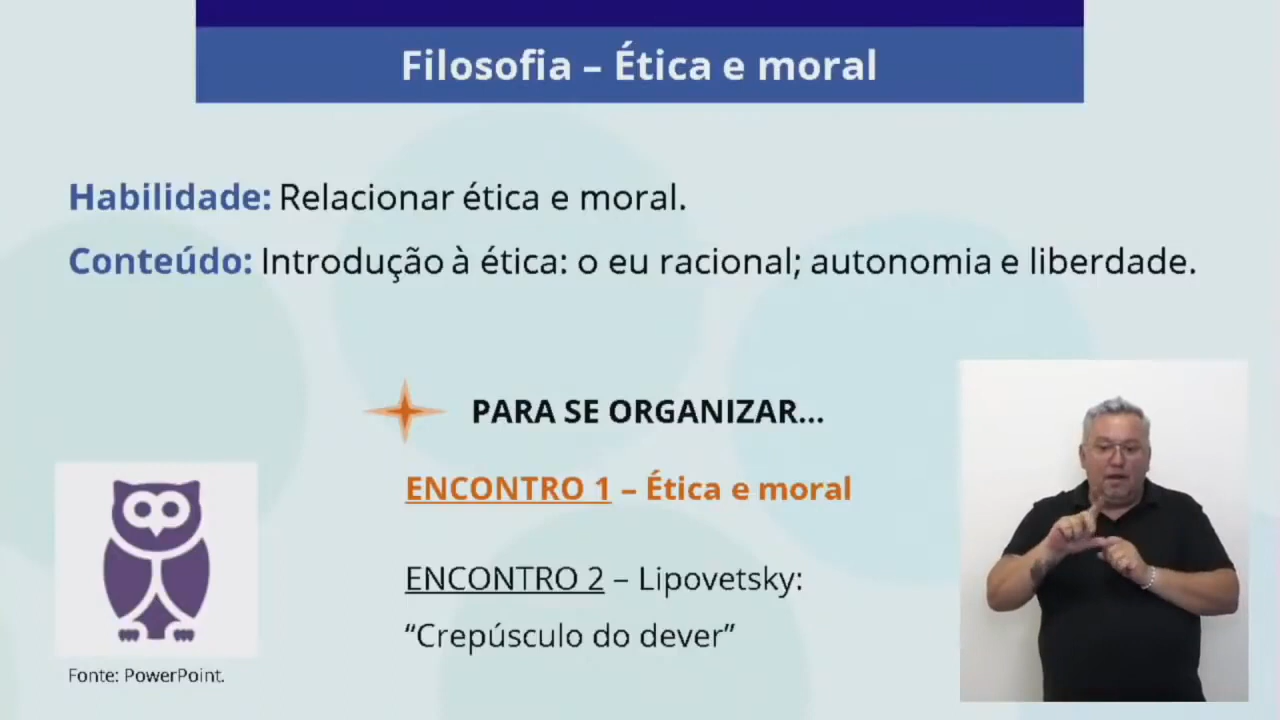 Filosofia – Ética e moral
Habilidade: Relacionar ética e moral.
Conteúdo: Introdução à ética: o eu racional; autonomia e liberdade.
PARA SE ORGANIZAR...
ENCONTRO 1 – Ética e moral
ENCONTRO 2 – Lipovetsky:
“Crepúsculo do dever”
Fonte: PowerPoint.